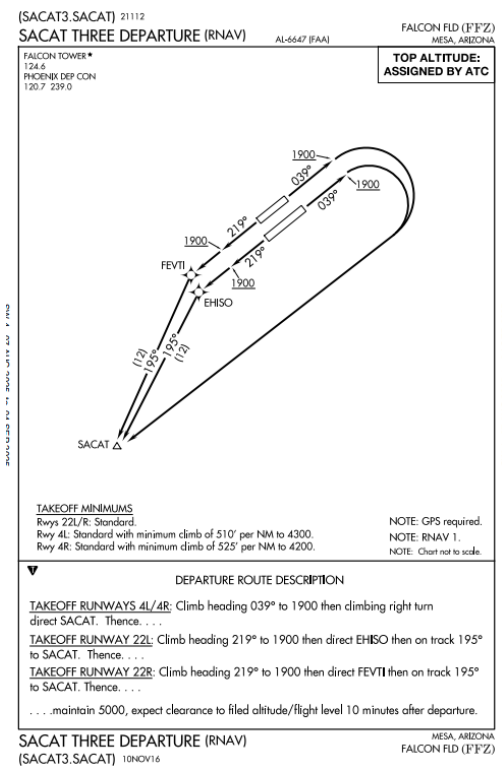 (SACAT3.SACAT) 21112
SACAT THREE DEPARTURE (RNAV)
AL-6647 (FAA)
FALCON FLD (FFZ)
MESA, ARIZONA
FALCON TOWER★
124.6
PHOENIX DEP CON
120.7 239.0
TOP ALTITUDE:
ASSIGNED BY ATC
1900
039°
039°
1900
219°
1900
219°
FEVTI
1900
EHISO
(12)
195°
195°
(12)
SACAT
TAKEOFF MINIMUMS
Rwys 22L/R: Standard.
Rwy 4L: Standard with minimum climb of 510' per NM to 4300.
Rwy 4R: Standard with minimum climb of 525' per NM to 4200.
NOTE: GPS required.
NOTE: RNAV 1.
NOTE: Chart not to scale.
T
DEPARTURE ROUTE DESCRIPTION
TAKEOFF RUNWAYS 4L/4R: Climb heading 039° to 1900 then climbing right turn
direct SACAT. Thence. . . .
TAKEOFF RUNWAY 22L: Climb heading 219° to 1900 then direct EHISO then on track 195°
to SACAT. Thence. . . .
TAKEOFF RUNWAY 22R: Climb heading 219° to 1900 then direct FEVTI then on track 195°
to SACAT. Thence. . . .
. . . .maintain 5000, expect clearance to filed altitude/flight level 10 minutes after departure.
SACAT THREE DEPARTURE (RNAV)
(SACAT3.SACAT) 10NOV16
MESA, ARIZONA
FALCON FLD (FFZ)